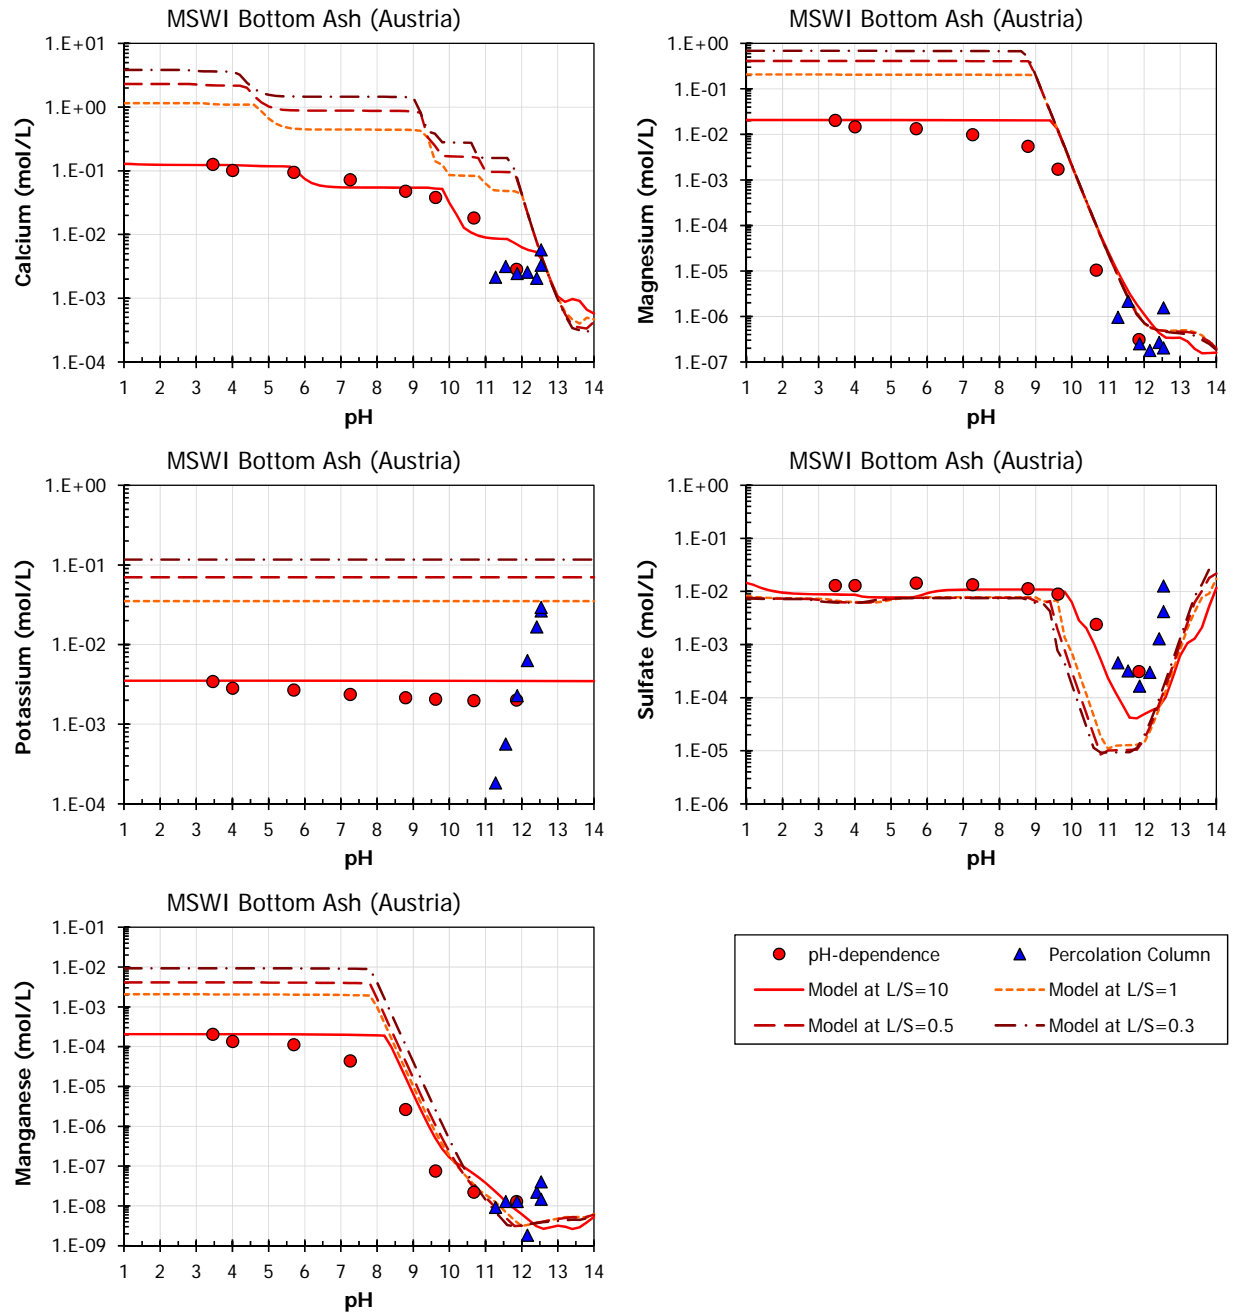 MSWI Bottom Ash (Austria)
Calcium (mol/L)
1.E+01
1.E+00
1.E-01
1.E-02
1.E-03
1.E-04
1 2 3 4 5 6 7 8 9 10 11 12 13 14
pH
MSWI Bottom Ash (Austria)
Magnesium (mol/L)
1.E+00
1.E-01
1.E-02
1.E-03
1.E-04
1.E-05
1.E-06
1.E-07
1 2 3 4 5 6 7 8 9 10 11 12 13 14
pH
MSWI Bottom Ash (Austria)
Potassium (mol/L)
1.E+00
1.E-01
1.E-02
1.E-03
1.E-04
1 2 3 4 5 6 7 8 9 10 11 12 13 14
pH
MSWI Bottom Ash (Austria)
Sulfate (mol/L)
1.E+00
1.E-01
1.E-02
1.E-03
1.E-04
1.E-05
1.E-06
1 2 3 4 5 6 7 8 9 10 11 12 13 14
pH
MSWI Bottom Ash (Austria)
Manganese (mol/L)
1.E-01
1.E-02
1.E-03
1.E-04
1.E-05
1.E-06
1.E-07
1.E-08
1.E-09
1 2 3 4 5 6 7 8 9 10 11 12 13 14
pH
pH-dependence Percolation Column
Model at L/S=10 Model at L/S=1
Model at L/S=0.5 Model at L/S=0.3